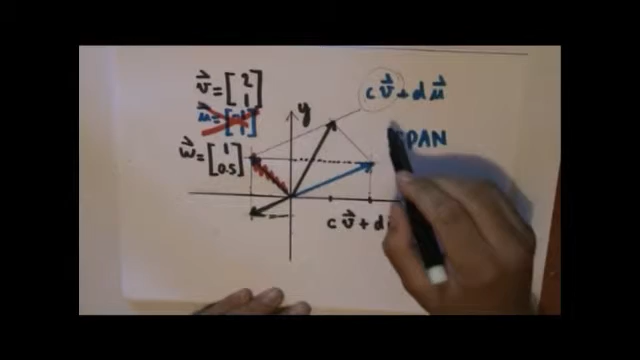 v⃗ = [2
1]
w⃗ = [1
0.5]
y
c v⃗ + d u⃗
SPAN
c v⃗ + d